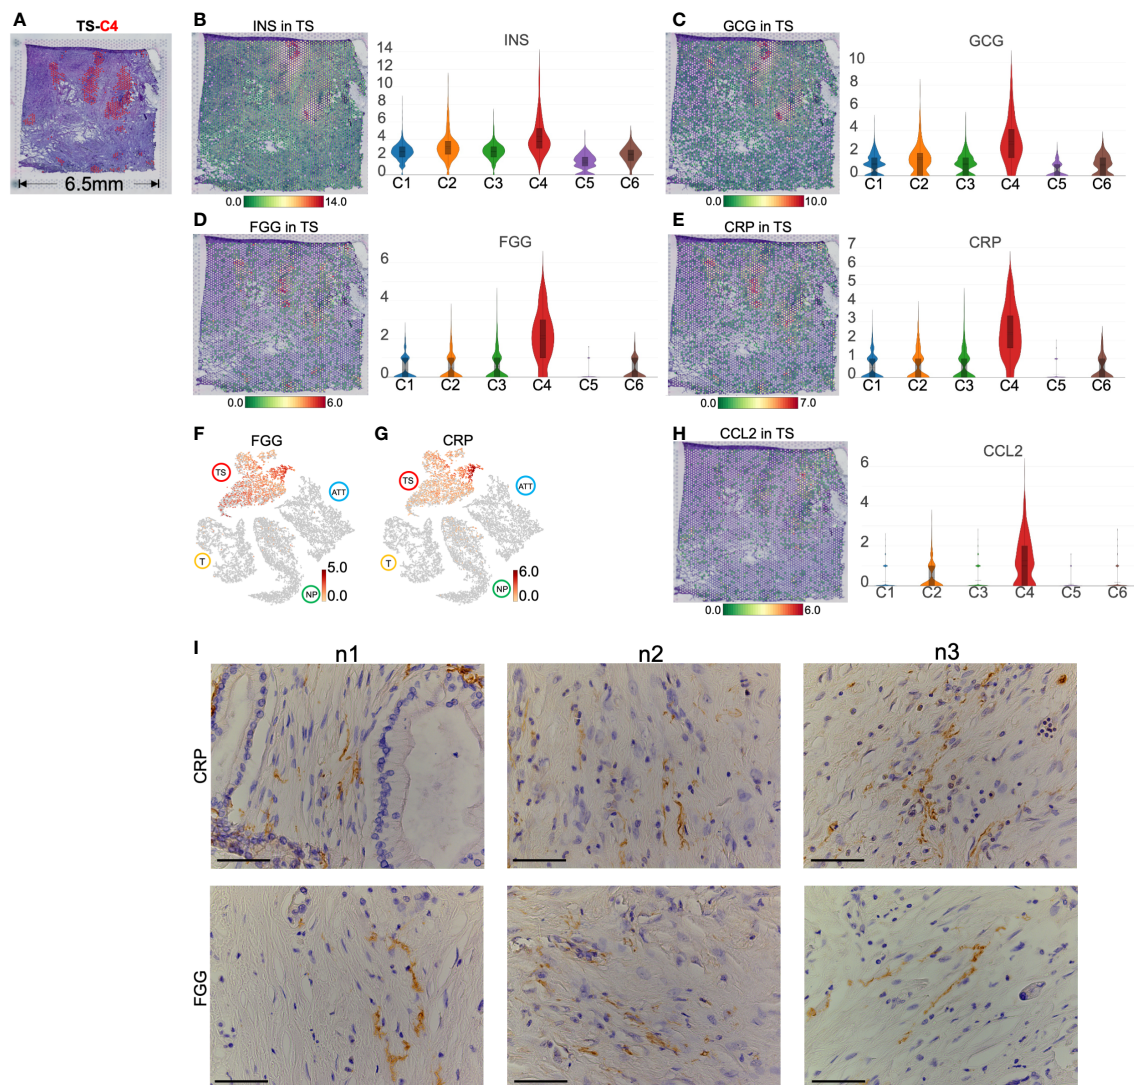 A
TS-C4
6.5mm
B
INS in TS
0.0 14.0
INS
14
12
10
8
6
4
2
0
C1 C2 C3 C4 C5 C6
C
GCG in TS
0.0 10.0
GCG
10
8
6
4
2
0
C1 C2 C3 C4 C5 C6
D
FGG in TS
0.0 6.0
FGG
6
4
2
0
C1 C2 C3 C4 C5 C6
E
CRP in TS
0.0 7.0
CRP
7
6
5
4
3
2
1
0
C1 C2 C3 C4 C5 C6
F
FGG
TS
ATT
T
NP
5.0
0.0
G
CRP
TS
ATT
T
NP
6.0
0.0
H
CCL2 in TS
0.0 6.0
CCL2
6
4
2
0
C1 C2 C3 C4 C5 C6
I
n1 n2 n3
CRP
FGG